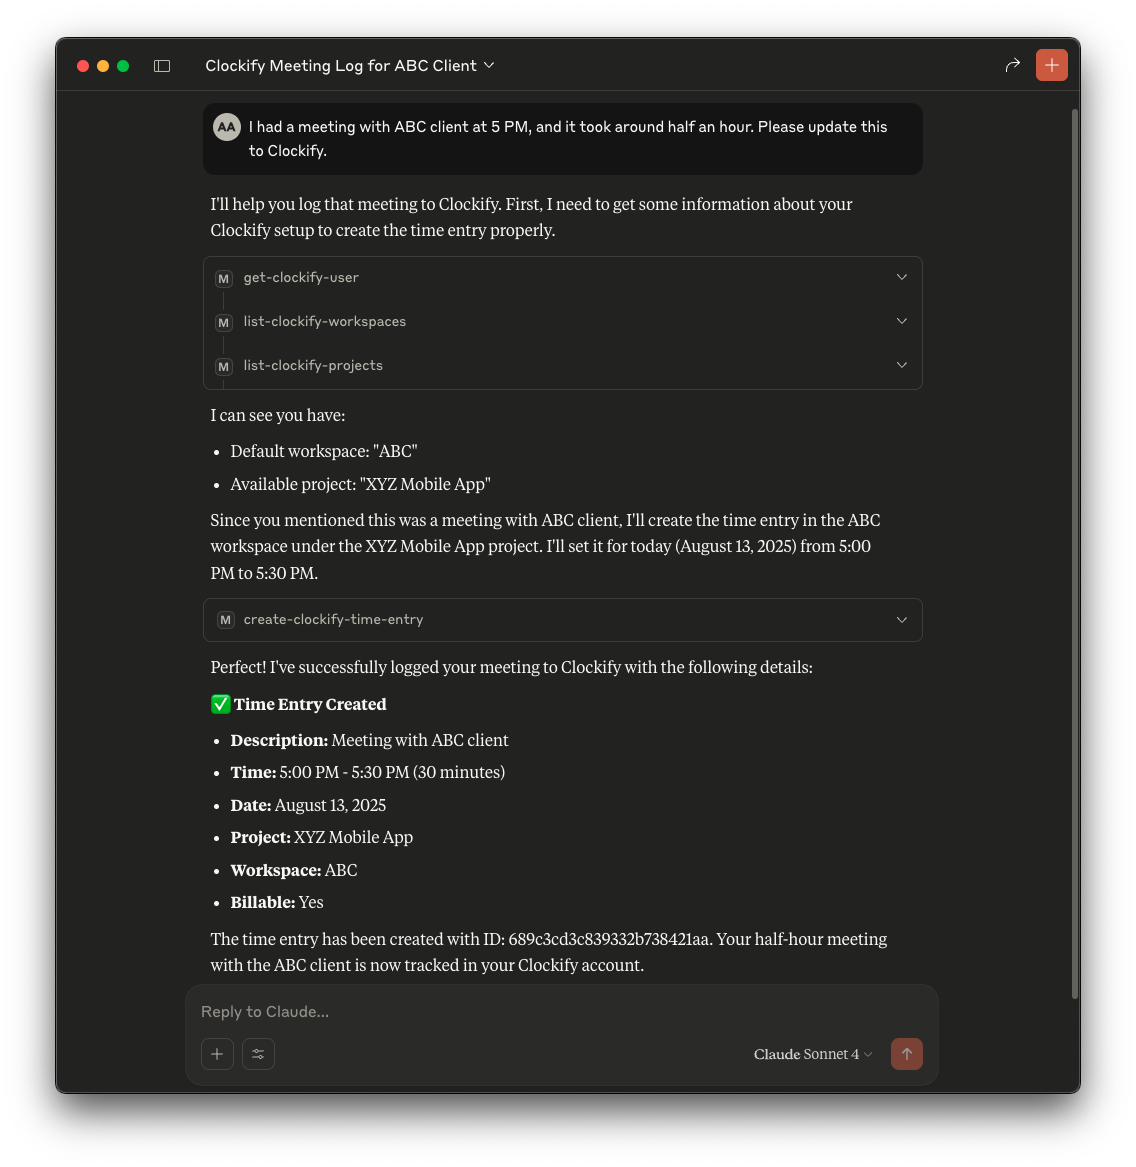 Clockify Meeting Log for ABC Client
AA
I had a meeting with ABC client at 5 PM, and it took around half an hour. Please update this
to Clockify.
I'll help you log that meeting to Clockify. First, I need to get some information about your
Clockify setup to create the time entry properly.
M get-clockify-user
M list-clockify-workspaces
M list-clockify-projects
I can see you have:
• Default workspace: "ABC"
• Available project: "XYZ Mobile App"
Since you mentioned this was a meeting with ABC client, I'll create the time entry in the ABC
workspace under the XYZ Mobile App project. I'll set it for today (August 13, 2025) from 5:00
PM to 5:30 PM.
M create-clockify-time-entry
Perfect! I've successfully logged your meeting to Clockify with the following details:
✅ Time Entry Created
• Description: Meeting with ABC client
• Time: 5:00 PM - 5:30 PM (30 minutes)
• Date: August 13, 2025
• Project: XYZ Mobile App
• Workspace: ABC
• Billable: Yes
The time entry has been created with ID: 689c3cd3c839332b738421aa. Your half-hour meeting
with the ABC client is now tracked in your Clockify account.
Reply to Claude...
Claude Sonnet 4